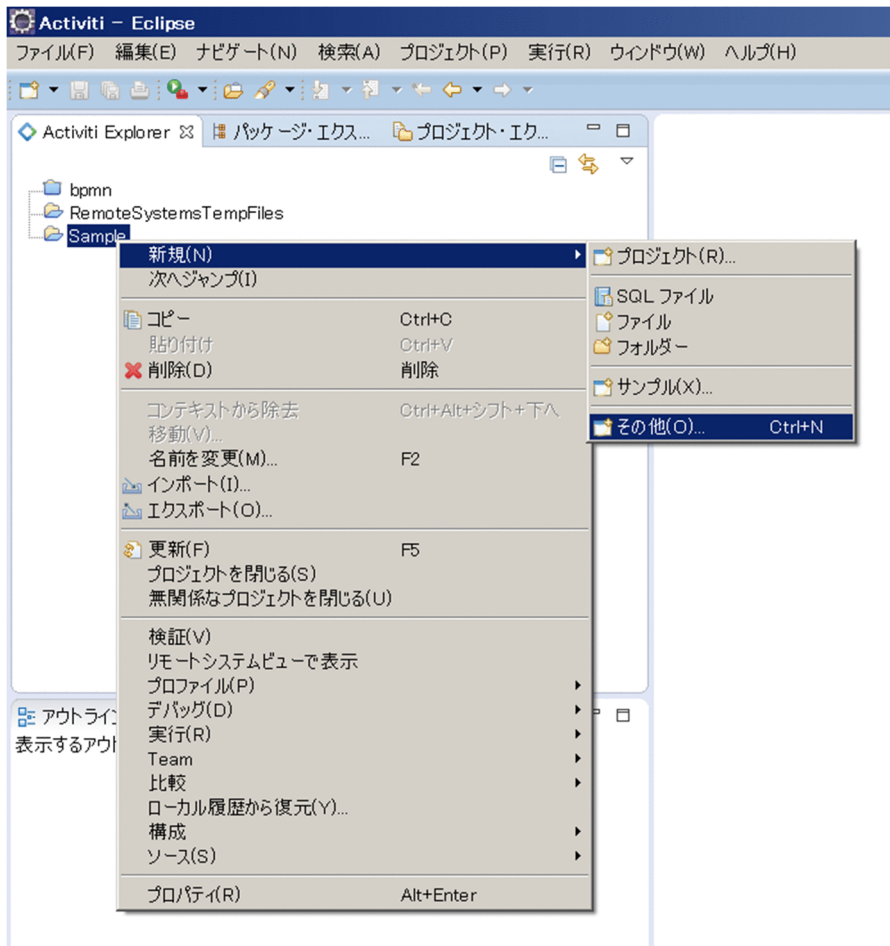 Activiti - Eclipse
ファイル(F) 編集(E) ナビゲート(N) 検索(A) プロジェクト(P) 実行(R) ウィンドウ(W) ヘルプ(H)
Activiti Explorer パッケージ・エクス... プロジェクト・エク...
bpmn
RemoteSystemsTempFiles
Sample
新規(N)
次へジャンプ(I)
コピー Ctrl+C
貼り付け Ctrl+V
削除(D) 削除
コンテキストから除去 Ctrl+Alt+シフト+下へ
移動(V)...
名前を変更(M)... F2
インポート(I)...
エクスポート(O)...
更新(F) F5
プロジェクトを閉じる(S)
無関係なプロジェクトを閉じる(U)
検証(V)
リモートシステムビューで表示
プロファイル(P)
デバッグ(D)
実行(R)
Team
比較
ローカル履歴から復元(Y)...
構成
ソース(S)
プロパティ(R) Alt+Enter
プロジェクト(R)...
SQL ファイル
ファイル
フォルダー
サンプル(X)...
その他(O)... Ctrl+N
アウトライン
表示するアウ